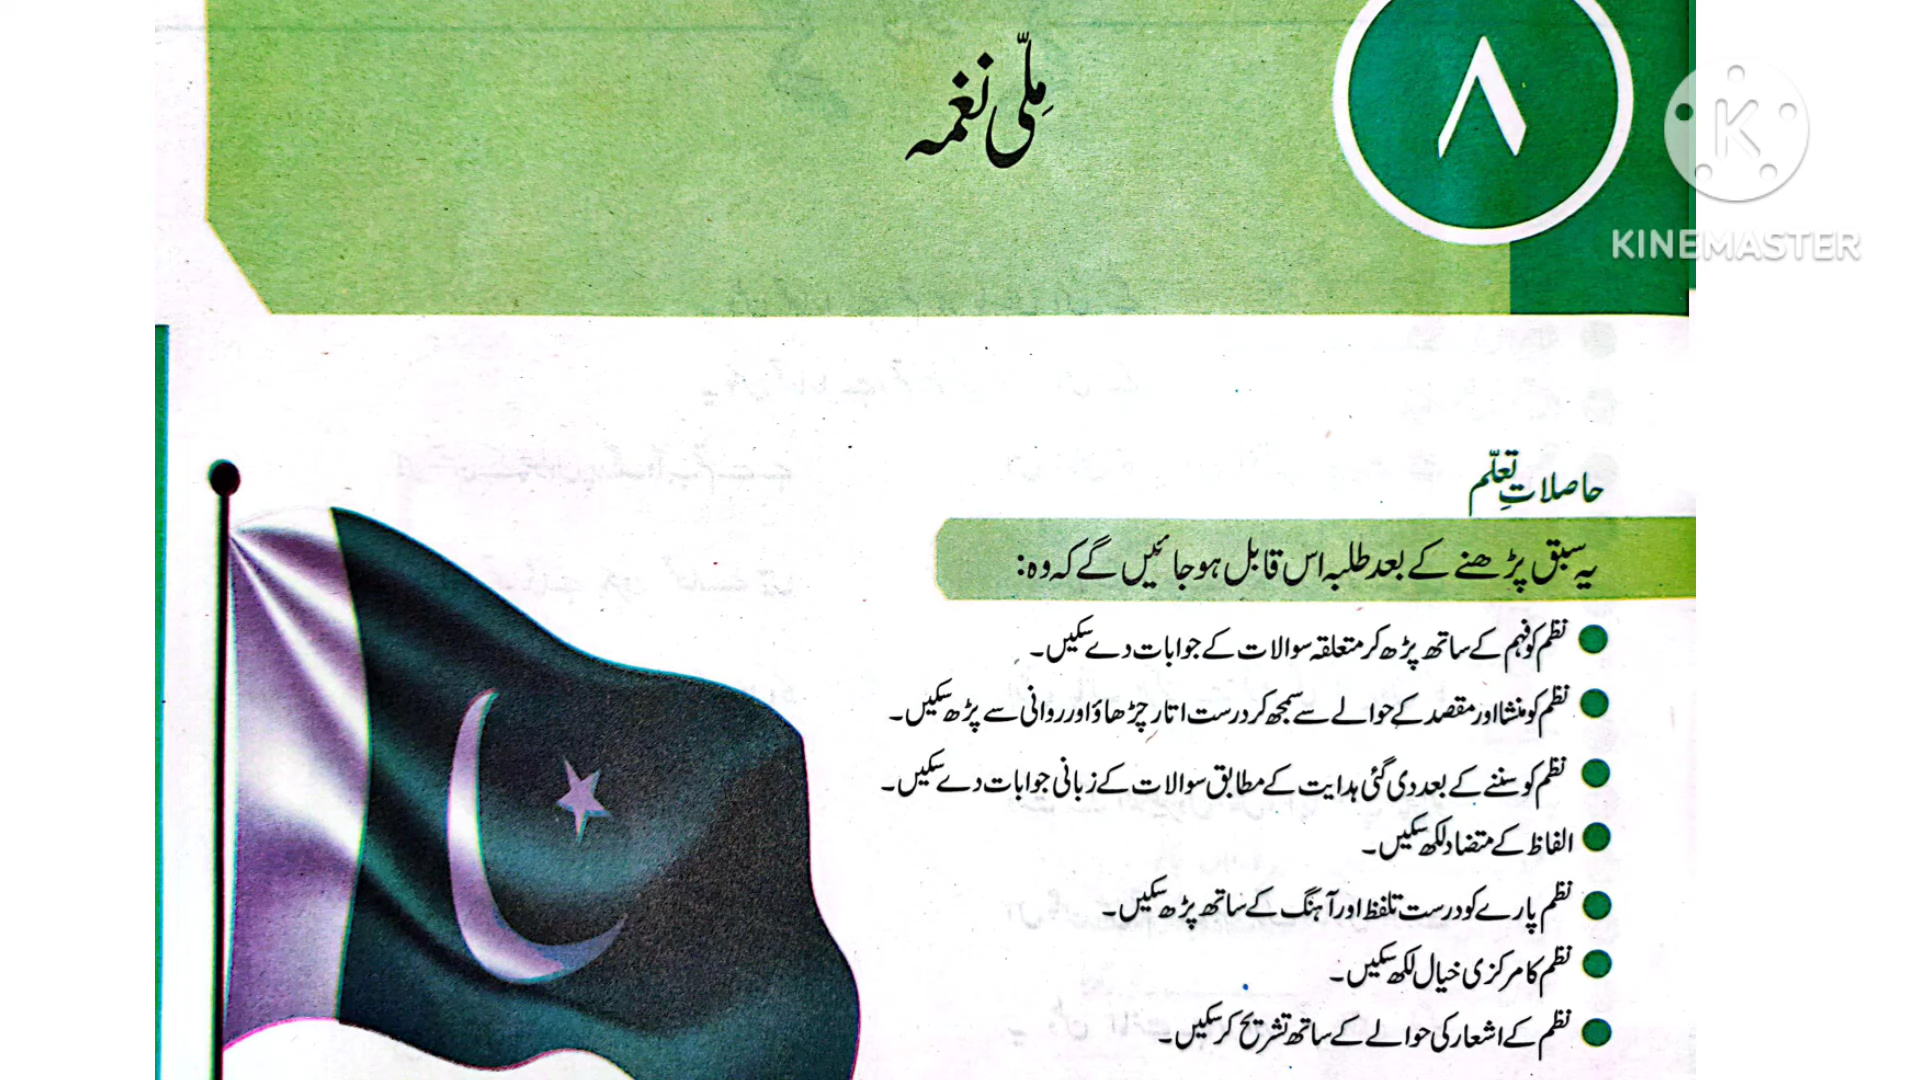 ۸
مِلّی نغمہ
KINEMASTER
حاصلاتِ تعلّم
یہ سبق پڑھنے کے بعد طلبہ اس قابل ہو جائیں گے کہ وہ:
نظم کو فہم کے ساتھ پڑھ کر متعلقہ سوالات کے جوابات دے سکیں۔
نظم کو منشا اور مقصد کے حوالے سے سمجھ کر درست اتار چڑھاؤ اور روانی سے پڑھ سکیں۔
نظم کو سننے کے بعد دی گئی ہدایت کے مطابق سوالات کے زبانی جوابات دے سکیں۔
الفاظ کے متضاد لکھ سکیں۔
نظم پارے کو درست تلفظ اور آہنگ کے ساتھ پڑھ سکیں۔
نظم کا مرکزی خیال لکھ سکیں۔
نظم کے اشعار کی حوالے کے ساتھ تشریح کر سکیں۔